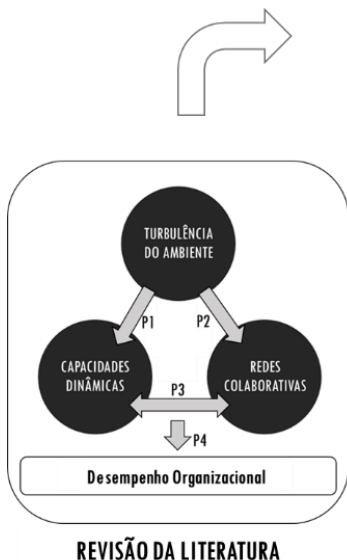 TURBULÊNCIA
DO AMBIENTE
P1
P2
CAPACIDADES
DINÂMICAS
P3
REDES
COLABORATIVAS
P4
Desempenho Organizacional
REVISÃO DA LITERATURA